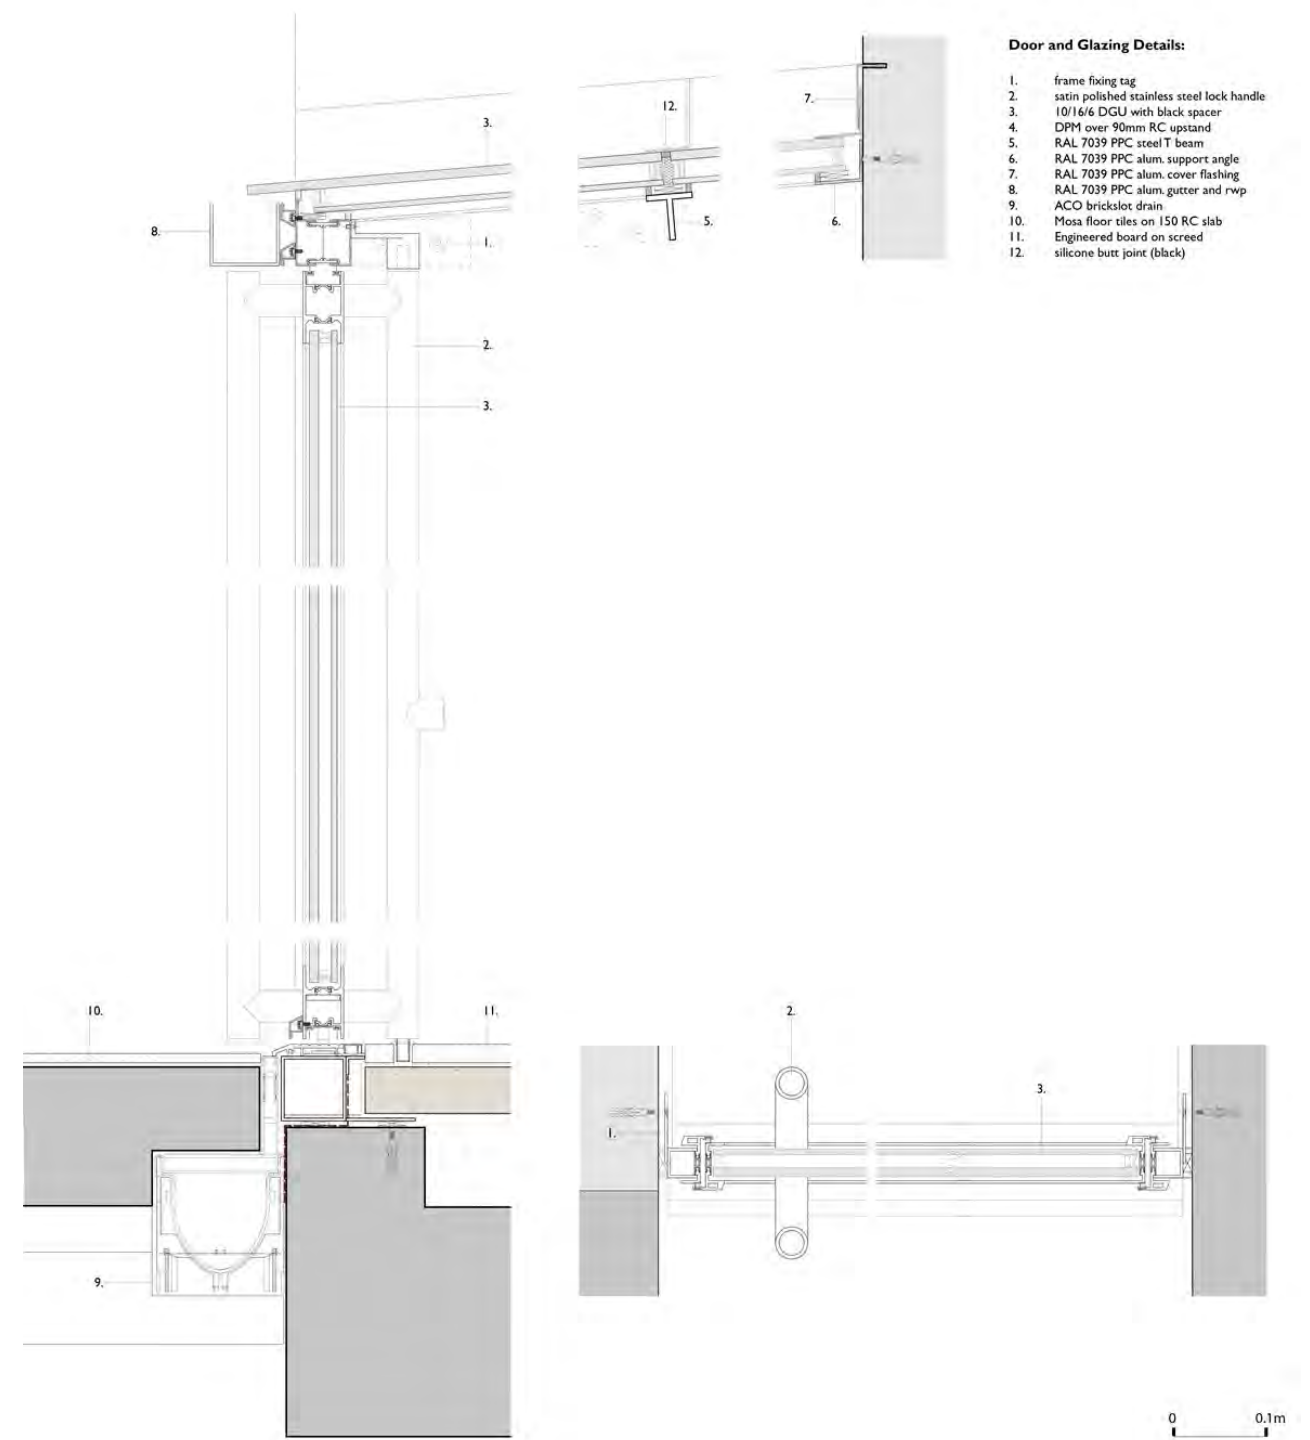 Door and Glazing Details:
1. frame fixing tag
2. satin polished stainless steel lock handle
3. 10/16/6 DGU with black spacer
4. DPM over 90mm RC upstand
5. RAL 7039 PPC steel T beam
6. RAL 7039 PPC alum. support angle
7. RAL 7039 PPC alum. cover flashing
8. RAL 7039 PPC alum. gutter and rwp
9. ACO brickslot drain
10. Mosa floor tiles on 150 RC slab
11. Engineered board on screed
12. silicone butt joint (black)
3.
12.
7.
8.
1.
5.
6.
2.
3.
10.
11.
2.
3.
1.
9.
0 0.1m